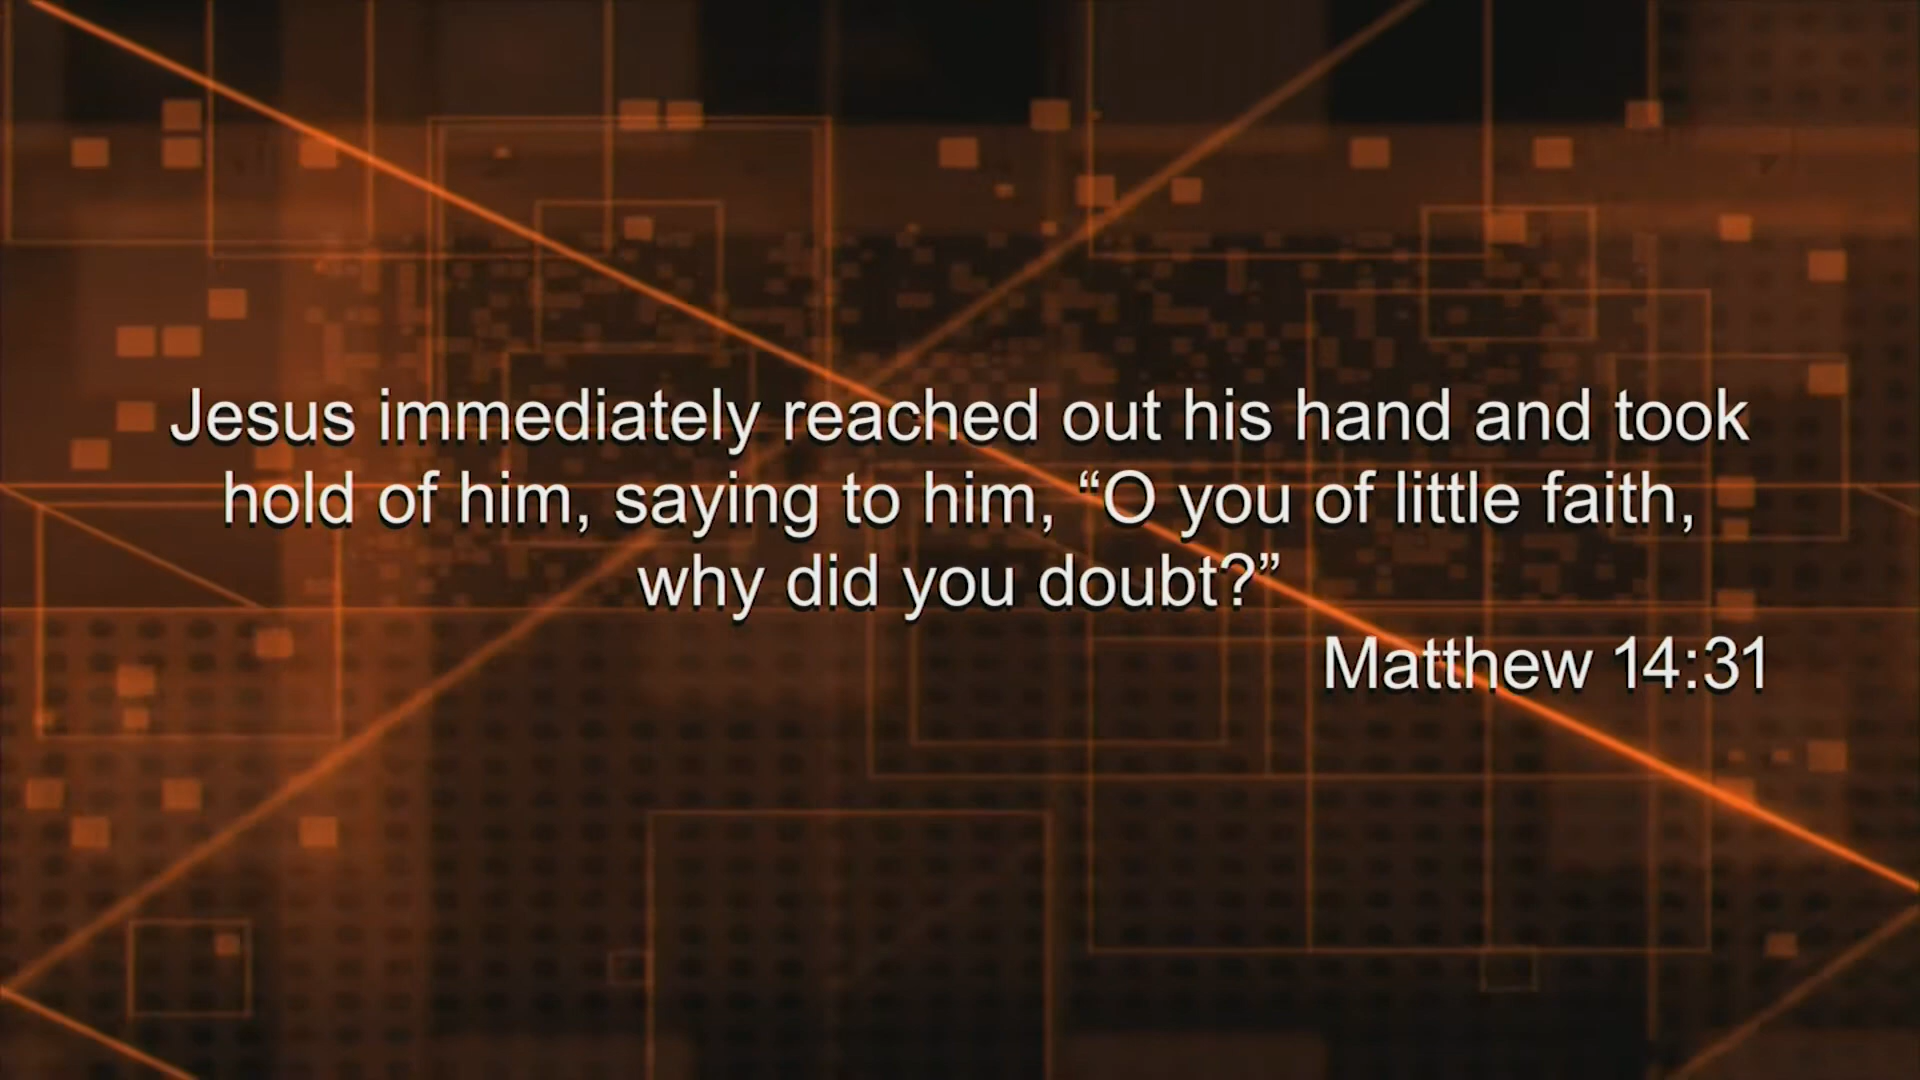 Jesus immediately reached out his hand and took
hold of him, saying to him, “O you of little faith,
why did you doubt?”
Matthew 14:31